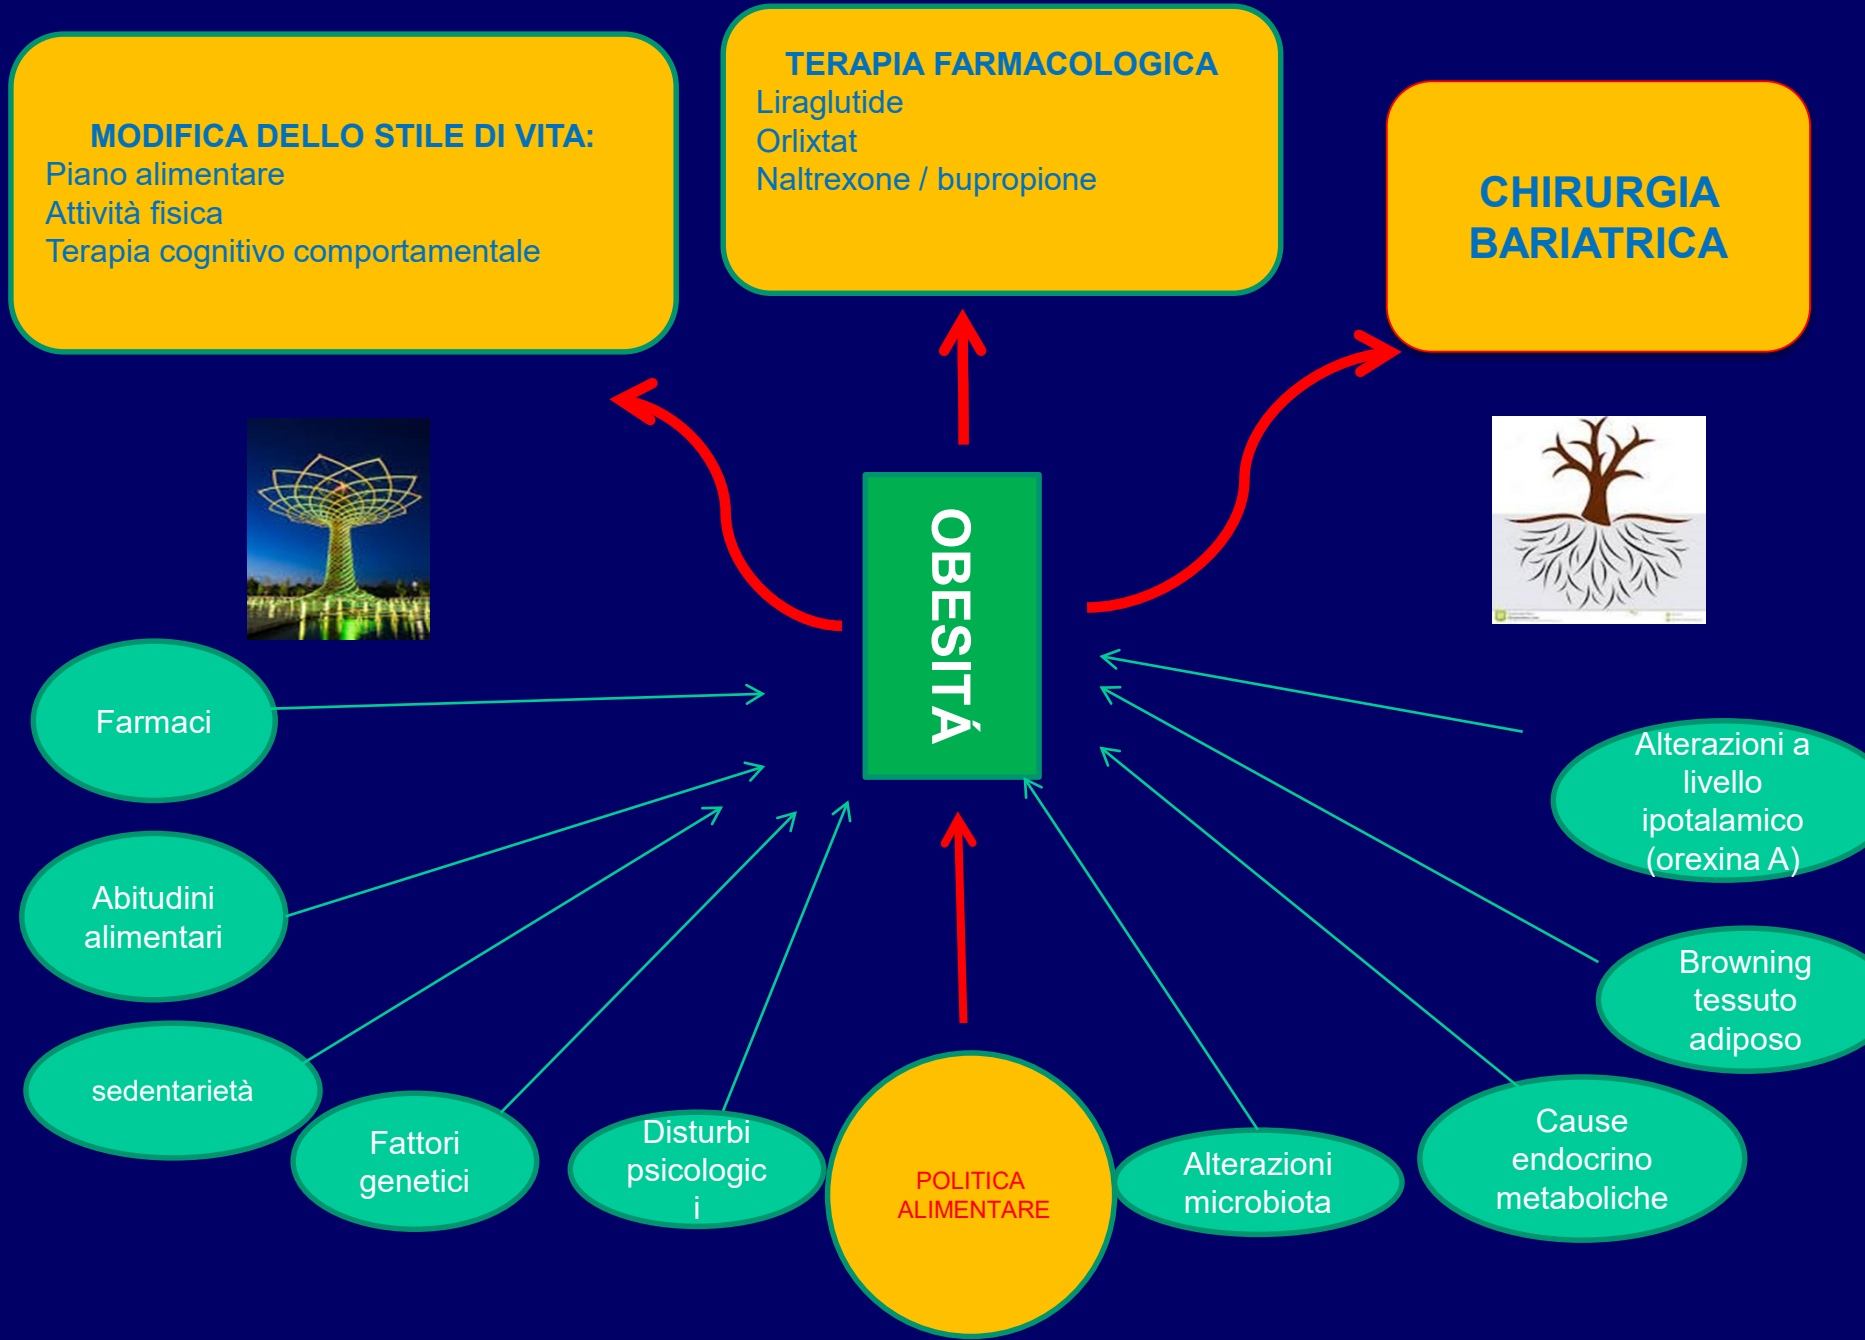 MODIFICA DELLO STILE DI VITA:
Piano alimentare
Attività fisica
Terapia cognitivo comportamentale
TERAPIA FARMACOLOGICA
Liraglutide
Orlixtat
Naltrexone / bupropione
CHIRURGIA
BARIATRICA
OBESITÁ
Farmaci
Abitudini
alimentari
sedentarietà
Fattori
genetici
Disturbi
psicologic
i
POLITICA
ALIMENTARE
Alterazioni
microbiota
Cause
endocrino
metaboliche
Browning
tessuto
adiposo
Alterazioni a
livello
ipotalamico
(orexina A)